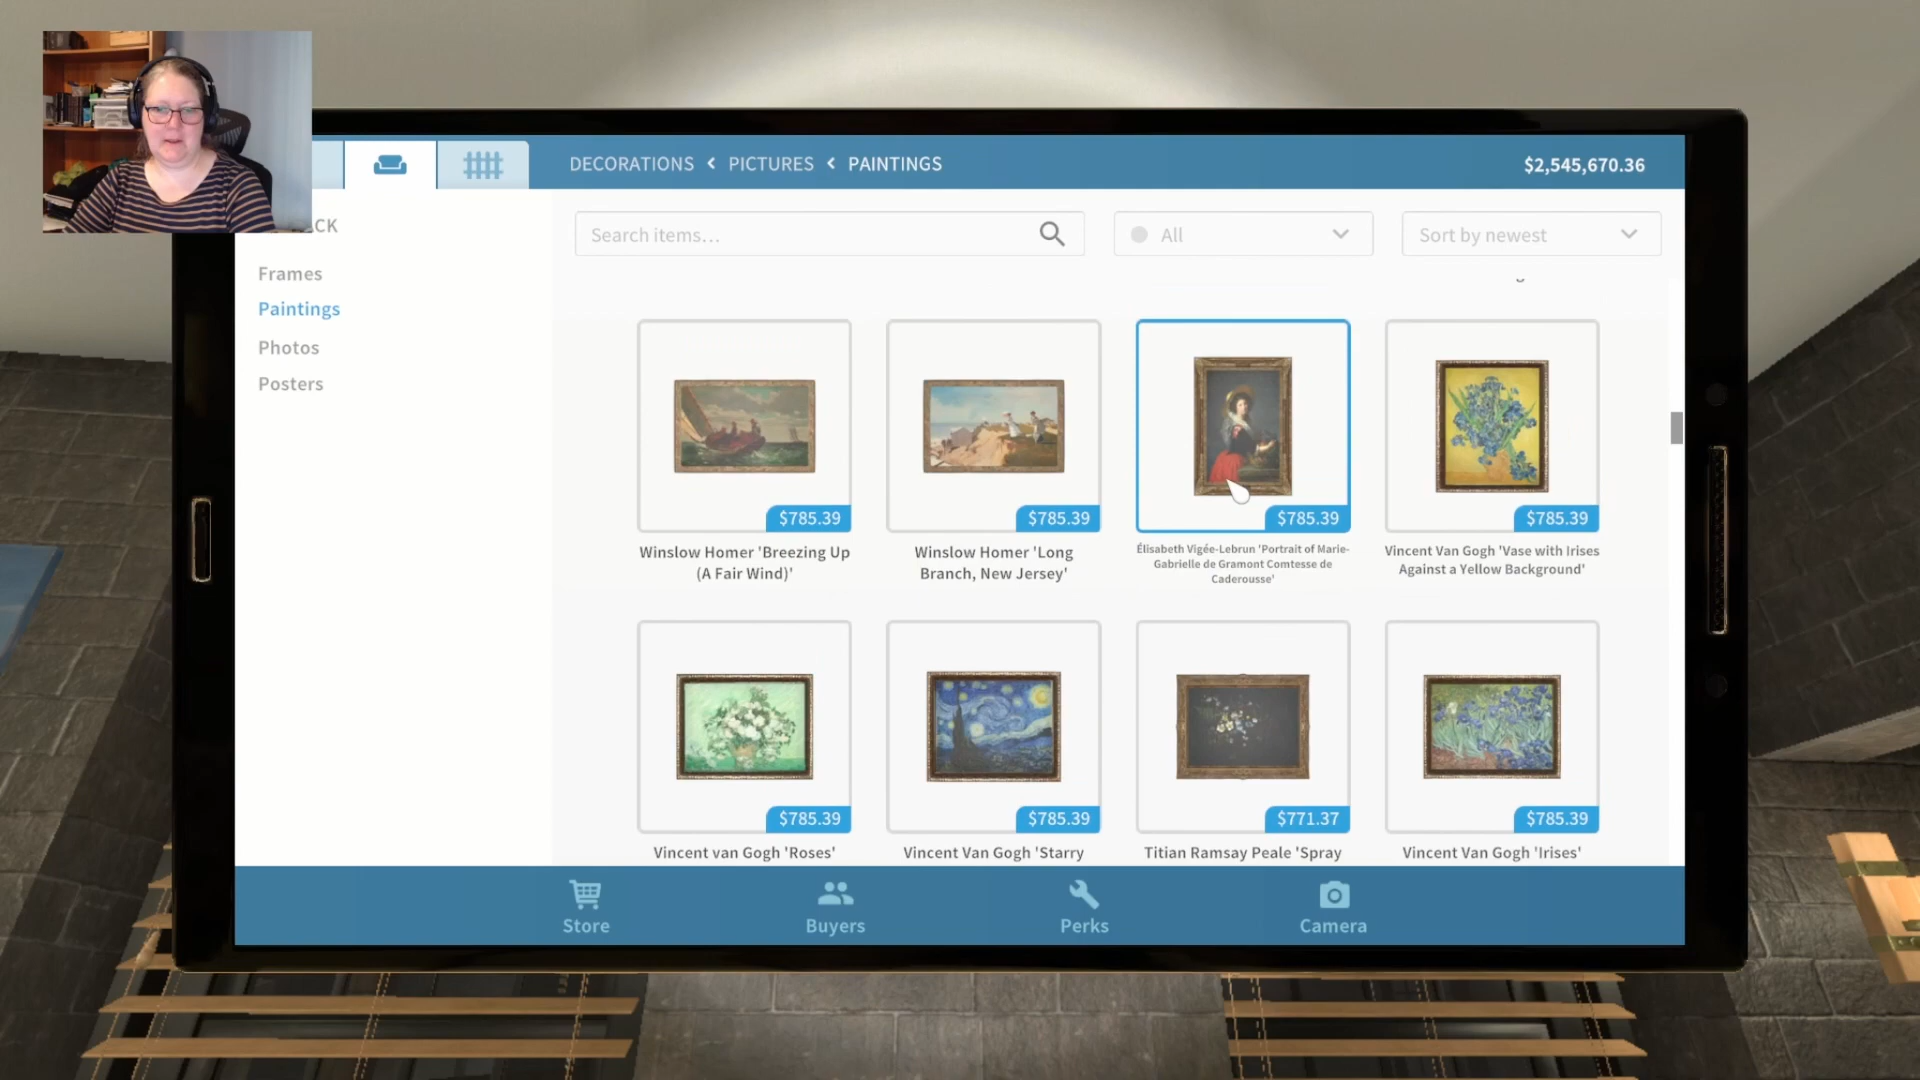 DECORATIONS < PICTURES < PAINTINGS
$2,545,670.36
CK
Search items...
All
Sort by newest
Frames
Paintings
Photos
Posters
$785.39
$785.39
$785.39
$785.39
Winslow Homer 'Breezing Up
(A Fair Wind)'
Winslow Homer 'Long
Branch, New Jersey'
Élisabeth Vigée-Lebrun 'Portrait of Marie-
Gabrielle de Gramont Comtesse de
Caderousse'
Vincent Van Gogh 'Vase with Irises
Against a Yellow Background'
$785.39
$785.39
$771.37
$785.39
Vincent van Gogh 'Roses'
Vincent Van Gogh 'Starry
Titian Ramsay Peale 'Spray
Vincent Van Gogh 'Irises'
Store
Buyers
Perks
Camera